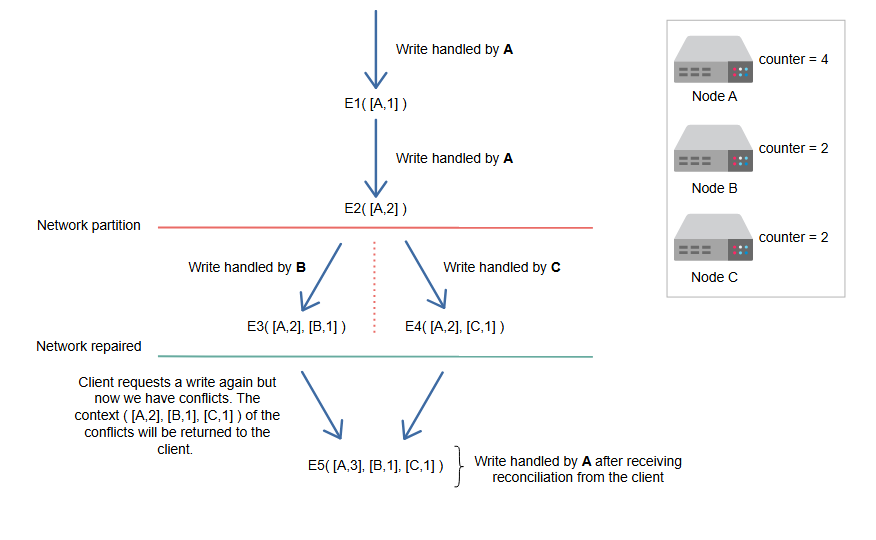 Write handled by A
E1( [A,1] )
Write handled by A
E2( [A,2] )
Network partition
Write handled by B
Write handled by C
E3( [A,2], [B,1] )
E4( [A,2], [C,1] )
Network repaired
Client requests a write again but
now we have conflicts. The
context ( [A,2], [B,1], [C,1] ) of the
conflicts will be returned to the
client.
E5( [A,3], [B,1], [C,1] )
Write handled by A after receiving
reconciliation from the client
counter = 4
Node A
counter = 2
Node B
counter = 2
Node C